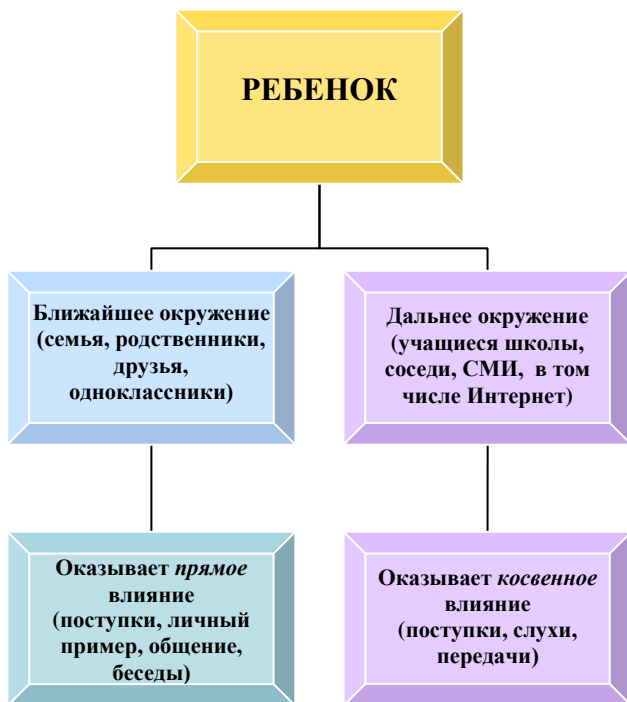 РЕБЕНОК
Ближайшее окружение
(семья, родственники,
друзья,
одноклассники)
Дальнее окружение
(учащиеся школы,
соседи, СМИ, в том
числе Интернет)
Оказывает прямое
влияние
(поступки, личный
пример, общение,
беседы)
Оказывает косвенное
влияние
(поступки, слухи,
передачи)